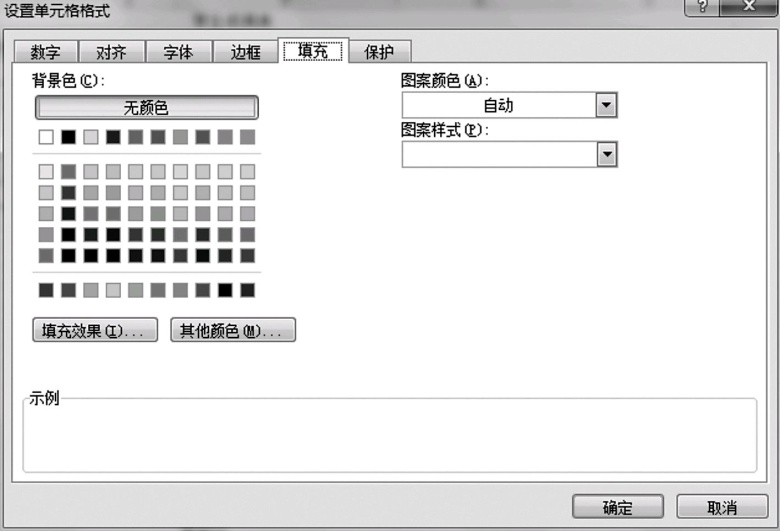 设置单元格格式
数字 对齐 字体 边框 填充 保护
背景色(C):
无颜色
图案颜色(A):
自动
图案样式(P):
填充效果(I)...
其他颜色(M)...
示例
确定 取消